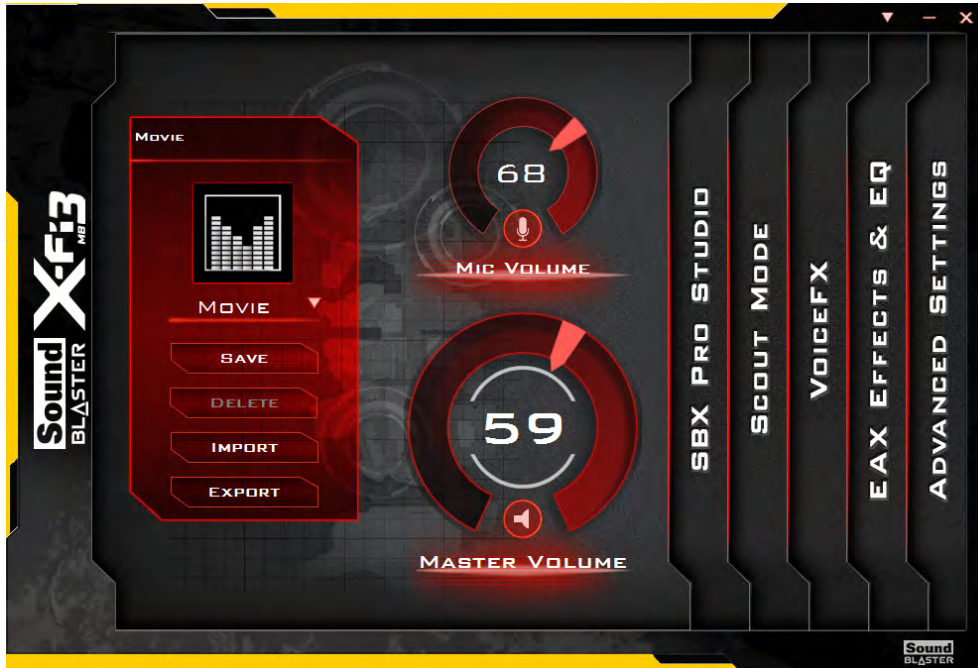 Sound
BLASTER
X-Fi3
MB
MOVIE
MOVIE
SAVE
DELETE
IMPORT
EXPORT
68
MIC VOLUME
59
MASTER VOLUME
SBX PRO STUDIO
SCOUT MODE
VOICEFX
EAX EFFECTS & EQ
ADVANCED SETTINGS
Sound
BLASTER